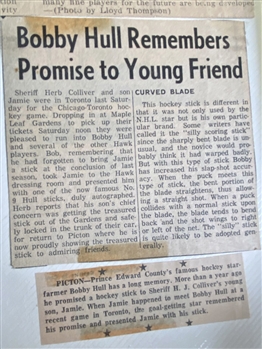 many fine players for the future are being developed
vity
—(Photo by Lloyd Thompson)
Bobby Hull Remembers
Promise to Young Friend
Sheriff Herb Colliver and son
Jamie were in Toronto last Satur-
day for the Chicago-Toronto hoc-
key game. Dropping in at Maple
Leaf Gardens to pick up their
tickets Saturday noon they were
pleased to run into Bobby Hull
and several of the other Hawk
players. Bob, remembering that
he had forgotten to bring Jamie
a stick at the conclusion of last
season, took Jamie to the Hawk
dressing room and presented him
with one of the now famous No.
9 Hull sticks, duly autographed.
Herb reports that his son's chief
concern was getting the treasured
stick out of the Gardens and safe-
ly locked in the trunk of their car,
for return to Picton where he is
now proudly showing the treasured
stick to admiring friends.
CURVED BLADE
This hockey stick is different in
that it was not only used by the
N.H.L. star but is his own partic-
ular brand. Some writers have
called it the "silly scoring stick"
since the sharply bent blade is un-
usual, and the novice would pro-
bably think it had warped badly.
But with this type of stick Bobby
has increased his slap-shot accur-
acy. When the puck meets this
type of stick, the bent portion of
the blade straightens, thus allow-
ing a straight shot. When a puck
collides with a normal stick upon
the blade, the blade tends to bend
back and the shot wings to right
or left of the net. The "silly" stick
is quite likely to be adopted gen-
erally.
PICTON—Prince Edward County's famous hockey star-
farmer Bobby Hull has a long memory. More than a year ago
he promised a hockey stick to Sheriff H. J. Colliver's young
son, Jamie. When Jamie happened to meet Bobby Hull at a
recent game in Toronto, the goal-getting star remembered
his promise and presented Jamie with his stick.